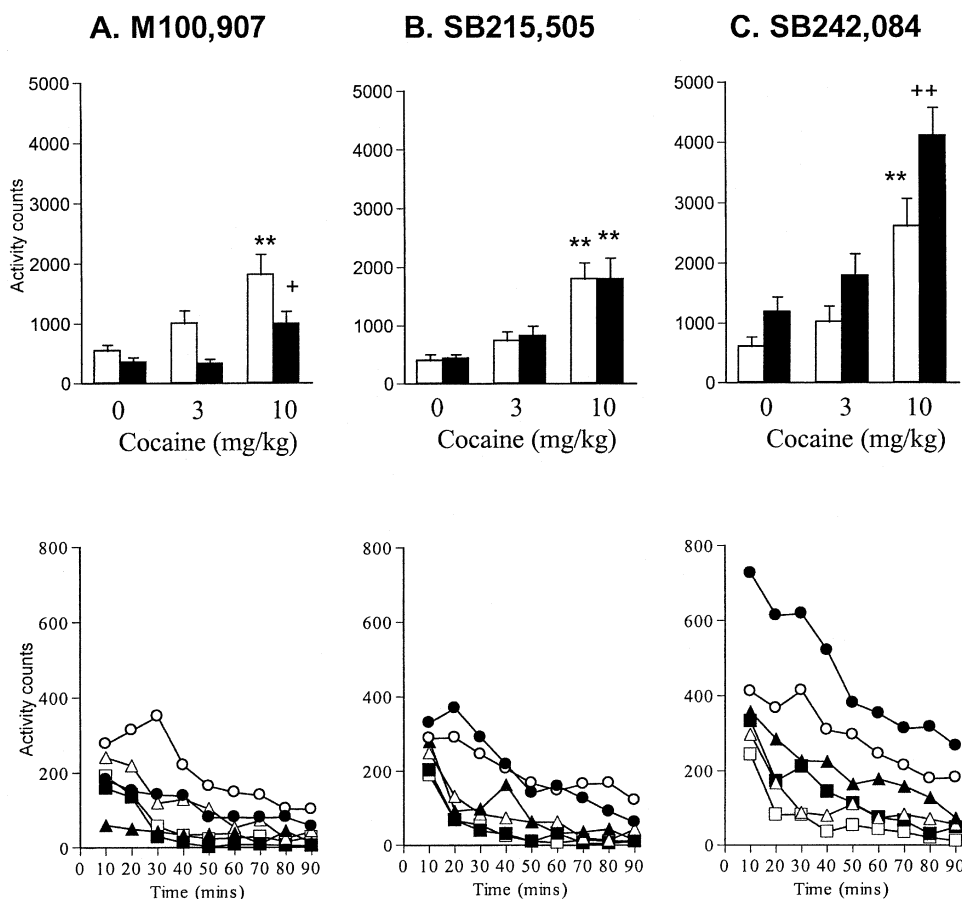 A. M100,907
B. SB215,505
C. SB242,084
Activity counts
5000
4000
3000
2000
1000
0
**
+
0 3 10
Cocaine (mg/kg)
5000
4000
3000
2000
1000
0
** **
0 3 10
Cocaine (mg/kg)
5000
4000
3000
2000
1000
0
**
++
0 3 10
Cocaine (mg/kg)
Activity counts
800
600
400
200
0
0 10 20 30 40 50 60 70 80 90
Time (mins)
800
600
400
200
0
0 10 20 30 40 50 60 70 80 90
Time (mins)
800
600
400
200
0
0 10 20 30 40 50 60 70 80 90
Time (mins)